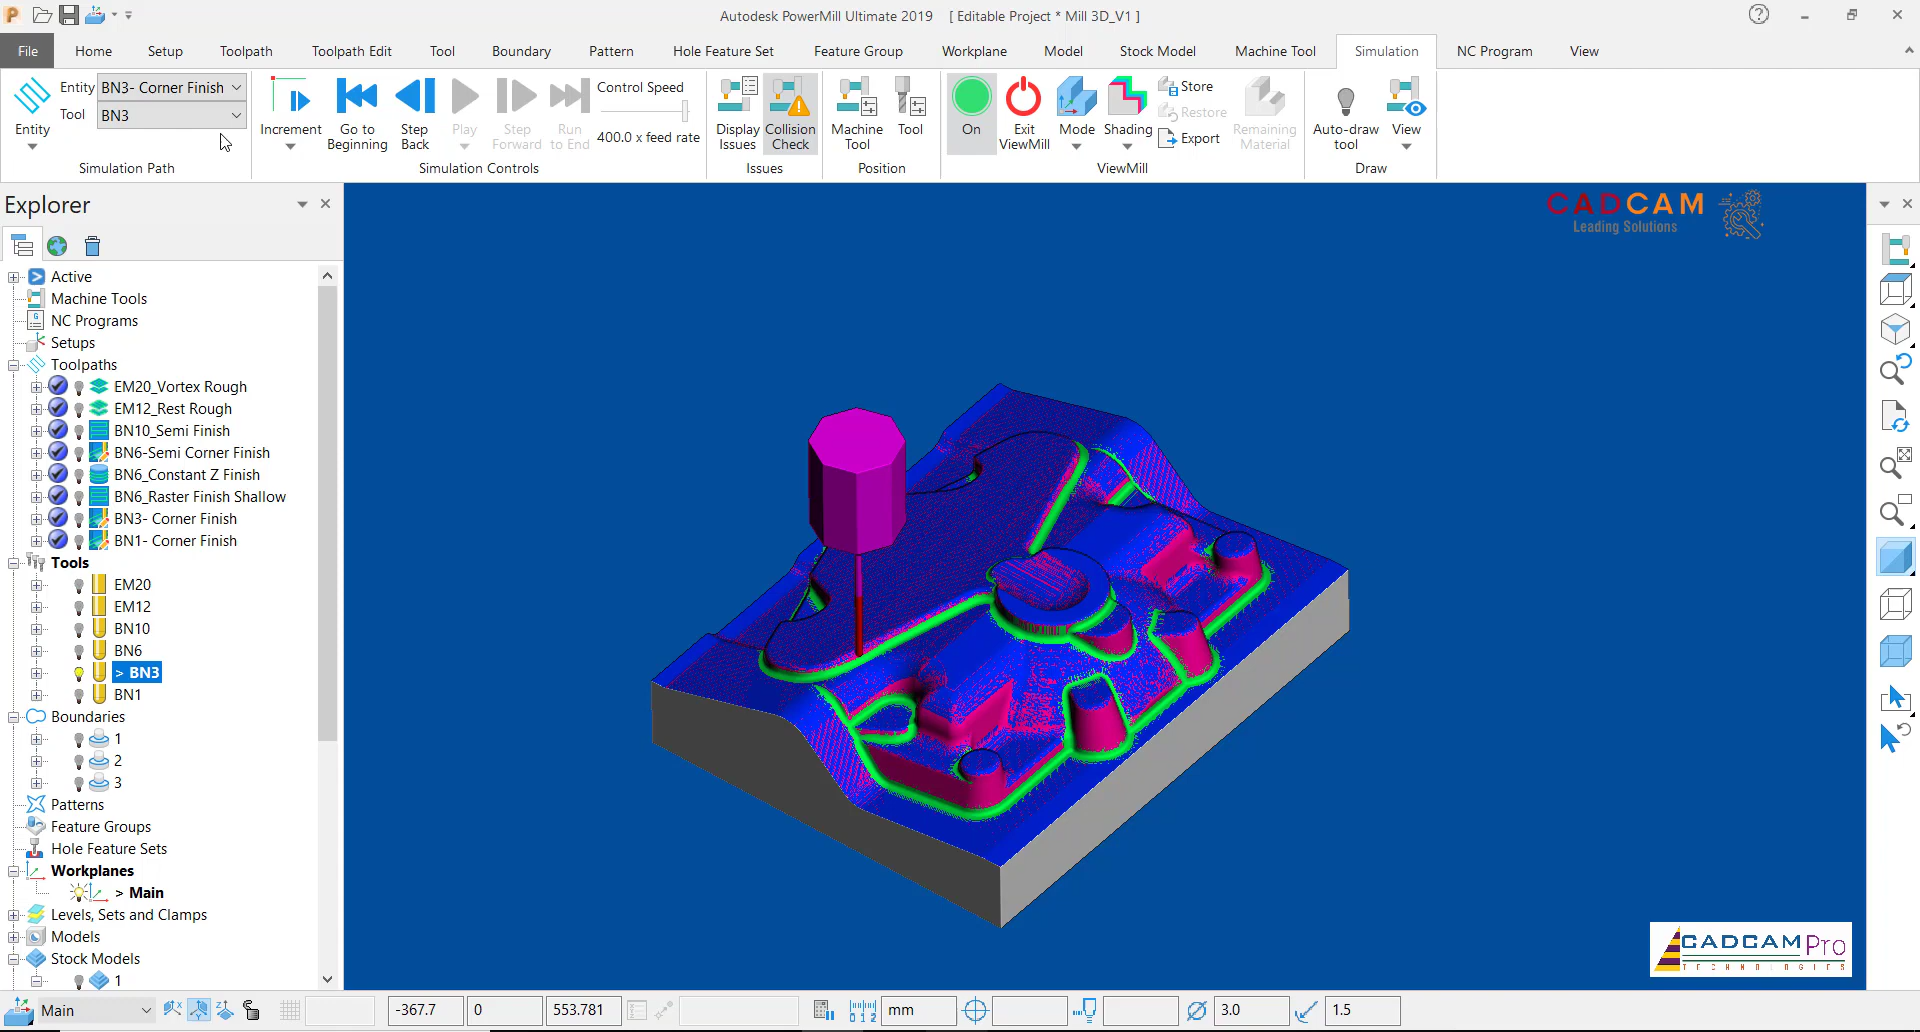 Autodesk PowerMill Ultimate 2019 [ Editable Project * Mill 3D_V1 ]
File Home Setup Toolpath Toolpath Edit Tool Boundary Pattern Hole Feature Set Feature Group Workplane Model Stock Model Machine Tool Simulation NC Program View
Entity BN3- Corner Finish
Tool BN3
Entity
Simulation Path
Increment
Go to Beginning
Step Back
Play
Step Forward
Run to End
Control Speed
400.0 x feed rate
Simulation Controls
Display Issues
Collision Check
Issues
Machine Tool
Tool
Position
On
Exit ViewMill
Mode
Shading
Store
Restore
Export
Remaining Material
ViewMill
Auto-draw tool
View
Draw
Explorer
Active
Machine Tools
NC Programs
Setups
Toolpaths
EM20_Vortex Rough
EM12_Rest Rough
BN10_Semi Finish
BN6-Semi Corner Finish
BN6_Constant Z Finish
BN6_Raster Finish Shallow
BN3- Corner Finish
BN1- Corner Finish
Tools
EM20
EM12
BN10
BN6
> BN3
BN1
Boundaries
1
2
3
Patterns
Feature Groups
Hole Feature Sets
Workplanes
> Main
Levels, Sets and Clamps
Models
Stock Models
1
CADCAM
Leading Solutions
CADCAM Pro
TECHNOLOGIES
Main -367.7 0 553.781 mm 3.0 1.5